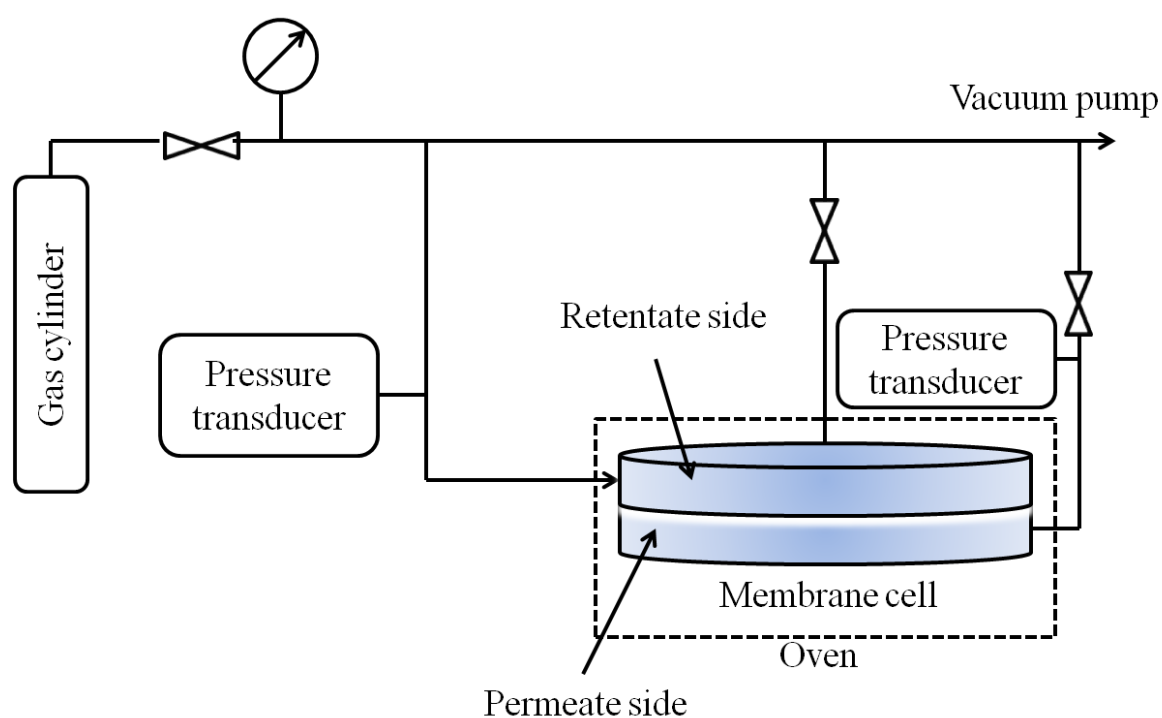 Vacuum pump
Gas cylinder
Retentate side
Pressure
transducer
Pressure
transducer
Membrane cell
Oven
Permeate side